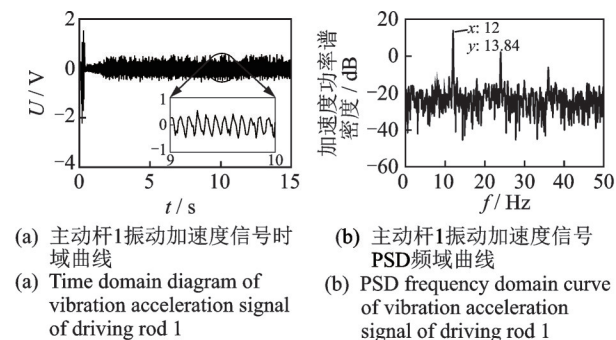 2
0
-2
-4
U / V
1
0
-1
9
10
0
5
10
15
t / s
x: 12
y: 13.84
20
0
-20
-40
-60
加速度功率谱
密度 / dB
0 10 20 30 40 50
f / Hz
(a) 主动杆1振动加速度信号时
域曲线
(a) Time domain diagram of
vibration acceleration signal
of driving rod 1
(b) 主动杆1振动加速度信号
PSD频域曲线
(b) PSD frequency domain curve
of vibration acceleration
signal of driving rod 1